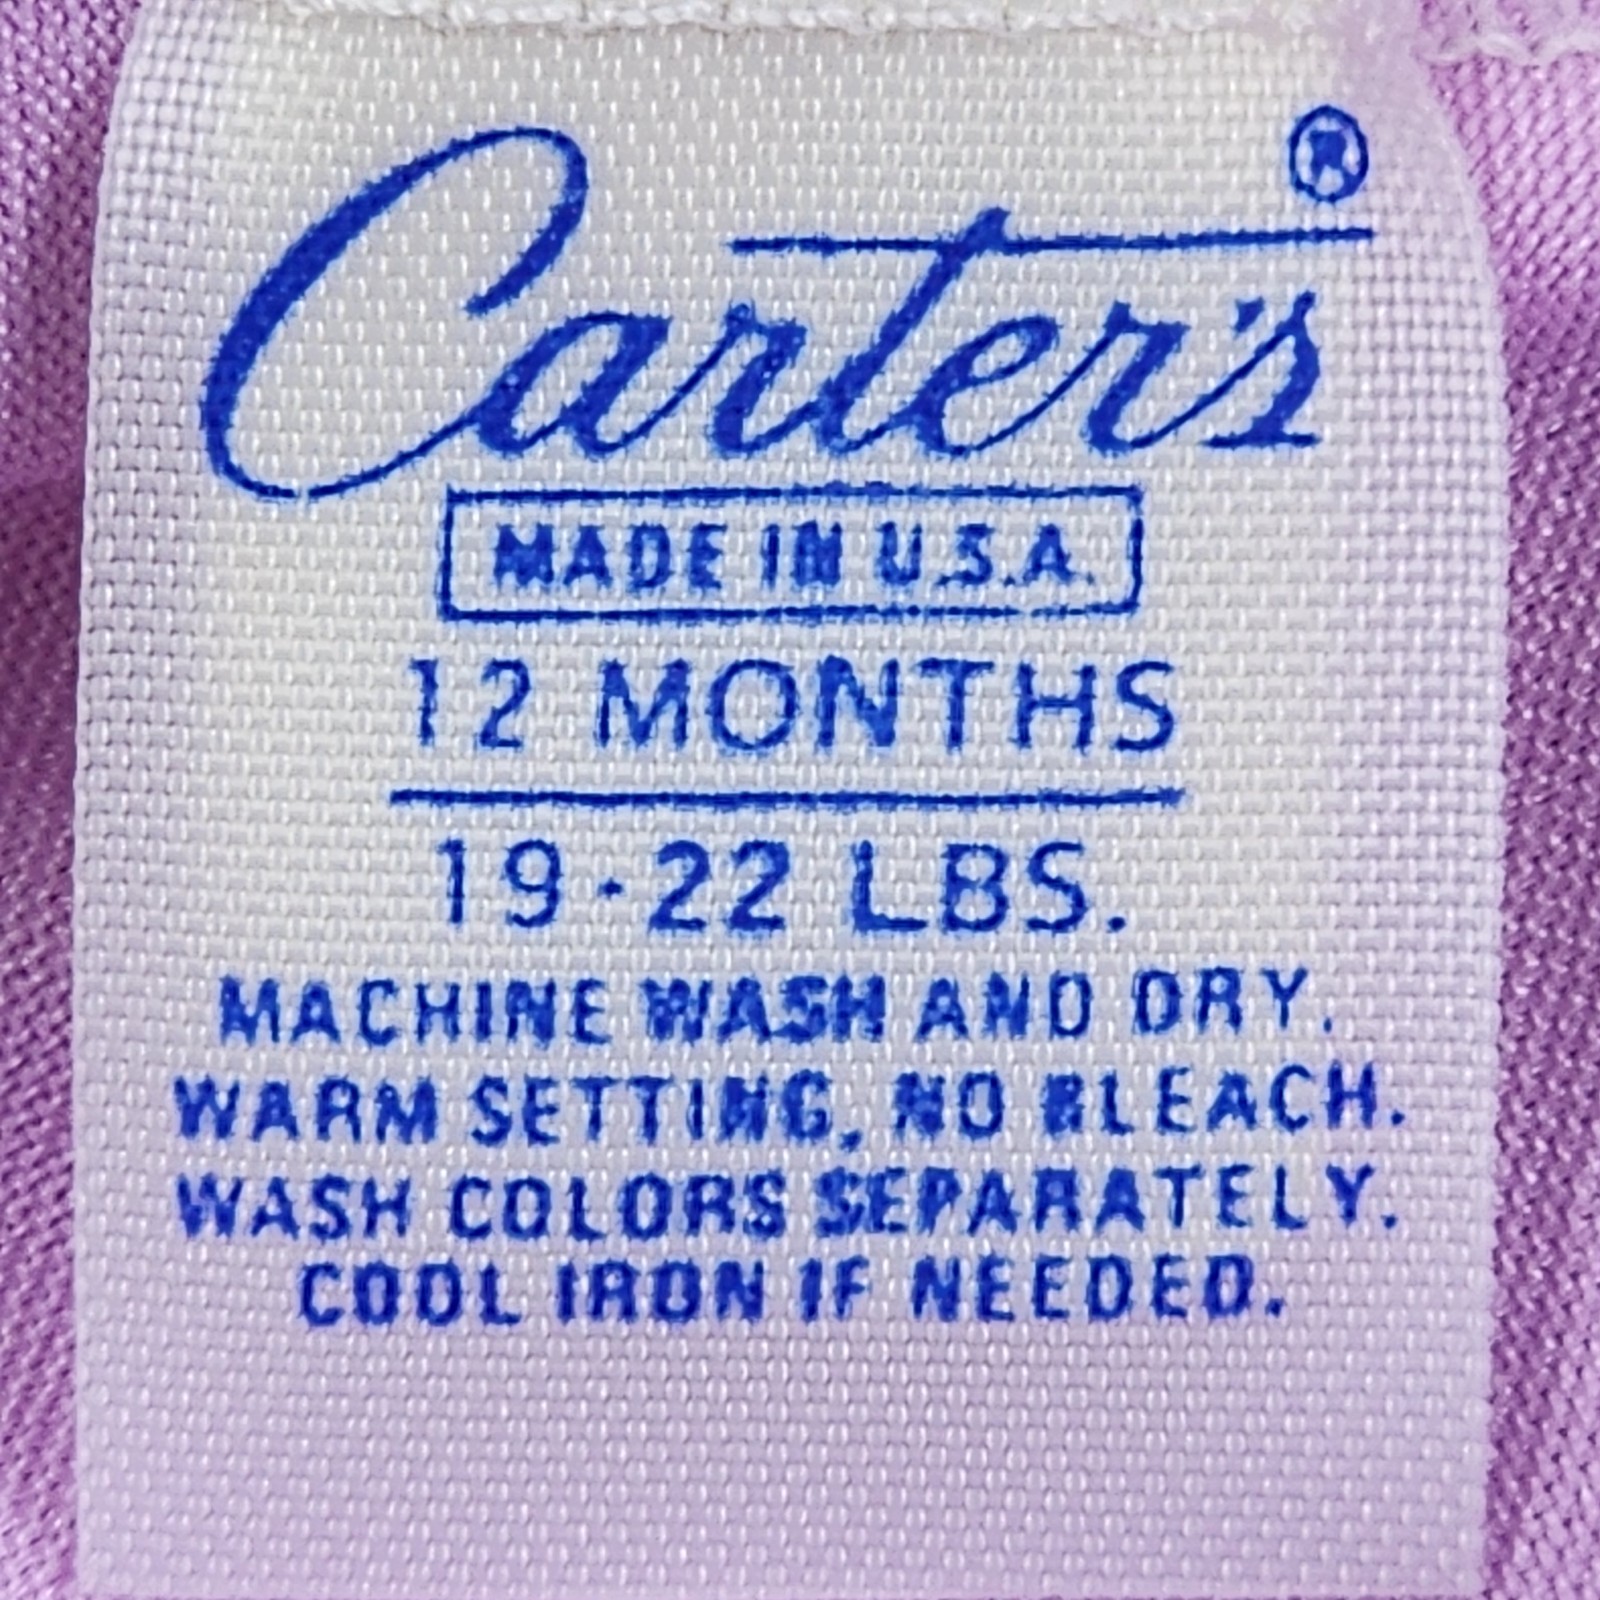 Carter's®
MADE IN U.S.A.
12 MONTHS
19-22 LBS.
MACHINE WASH AND DRY.
WARM SETTING, NO BLEACH.
WASH COLORS SEPARATELY.
COOL IRON IF NEEDED.